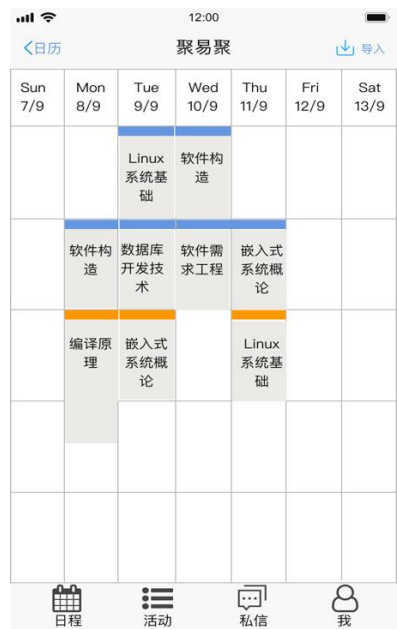 12:00
日历
聚易聚
导入
Sun Mon Tue Wed Thu Fri Sat
7/9 8/9 9/9 10/9 11/9 12/9 13/9
Linux
系统基
础
软件构
造
软件构
造
数据库
开发技
术
软件需
求工程
嵌入式
系统概
论
编译原
理
嵌入式
系统概
论
Linux
系统基
础
日程 活动 私信 我